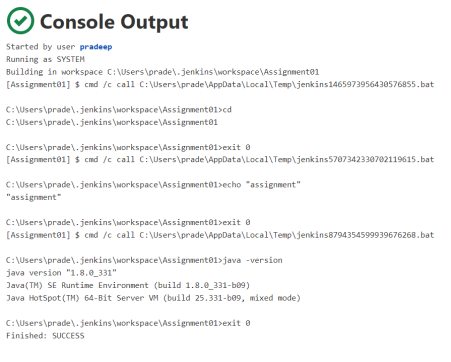 Console Output
Started by user pradeep
Running as SYSTEM
Building in workspace C:\Users\prade\.jenkins\workspace\Assignment01
[Assignment01] $ cmd /c call C:\Users\prade\AppData\Local\Temp\jenkins1465973956430576855.bat
C:\Users\prade\.jenkins\workspace\Assignment01>cd
C:\Users\prade\.jenkins\workspace\Assignment01
C:\Users\prade\.jenkins\workspace\Assignment01>exit 0
[Assignment01] $ cmd /c call C:\Users\prade\AppData\Local\Temp\jenkins5707342330702119615.bat
C:\Users\prade\.jenkins\workspace\Assignment01>echo "assignment"
"assignment"
C:\Users\prade\.jenkins\workspace\Assignment01>exit 0
[Assignment01] $ cmd /c call C:\Users\prade\AppData\Local\Temp\jenkins8794354599939676268.bat
C:\Users\prade\.jenkins\workspace\Assignment01>java -version
java version "1.8.0_331"
Java(TM) SE Runtime Environment (build 1.8.0_331-b09)
Java HotSpot(TM) 64-Bit Server VM (build 25.331-b09, mixed mode)
C:\Users\prade\.jenkins\workspace\Assignment01>exit 0
Finished: SUCCESS